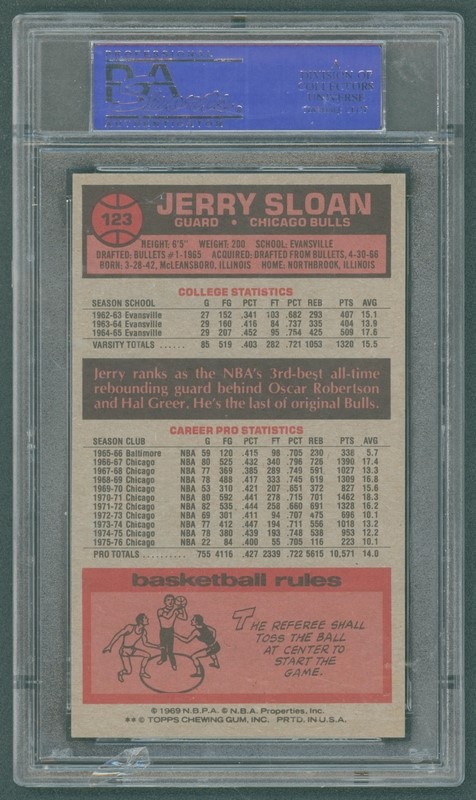 PROFESSIONAL
PSA
A
DIVISION OF
COLLECTORS
UNIVERSE
123
JERRY SLOAN
GUARD • CHICAGO BULLS
HEIGHT: 6'5" WEIGHT: 200 SCHOOL: EVANSVILLE
DRAFTED: BULLETS #1-1965 ACQUIRED: DRAFTED FROM BULLETS, 4-30-66
BORN: 3-28-42, McLEANSBORO, ILLINOIS HOME: NORTHBROOK, ILLINOIS
COLLEGE STATISTICS
SEASON SCHOOL G FG PCT FT PCT REB PTS AVG
1962-63 Evansville 27 152 .341 103 .682 293 407 15.1
1963-64 Evansville 29 160 .416 84 .737 335 404 13.9
1964-65 Evansville 29 207 .452 95 .754 425 509 17.6
VARSITY TOTALS ...... 85 519 .403 282 .721 1053 1320 15.5
Jerry ranks as the NBA's 3rd-best all-time
rebounding guard behind Oscar Robertson
and Hal Greer. He's the last of original Bulls.
CAREER PRO STATISTICS
SEASON CLUB G FG PCT FT PCT REB PTS AVG
1965-66 Baltimore NBA 59 120 .415 98 .705 230 338 5.7
1966-67 Chicago NBA 80 525 .432 340 .796 726 1390 17.4
1967-68 Chicago NBA 77 369 .385 289 .751 591 1027 13.3
1968-69 Chicago NBA 78 488 .417 333 .745 619 1309 16.8
1969-70 Chicago NBA 53 310 .421 207 .651 372 827 15.6
1970-71 Chicago NBA 80 592 .441 278 .715 701 1462 18.3
1971-72 Chicago NBA 82 535 .444 258 .660 691 1328 16.2
1972-73 Chicago NBA 69 301 .411 94 .707 475 696 10.1
1973-74 Chicago NBA 77 412 .447 194 .711 556 1018 13.2
1974-75 Chicago NBA 78 380 .439 193 .748 538 953 12.2
1975-76 Chicago NBA 22 84 .400 55 .705 116 223 10.1
PRO TOTALS .......... 755 4116 .427 2339 .722 5615 10,571 14.0
basketball rules
THE REFEREE SHALL
TOSS THE BALL
AT CENTER TO
START THE
GAME.
© 1969 N.B.P.A. © N.B.A. Properties, Inc.
** © TOPPS CHEWING GUM, INC. PRTD. IN U.S.A.